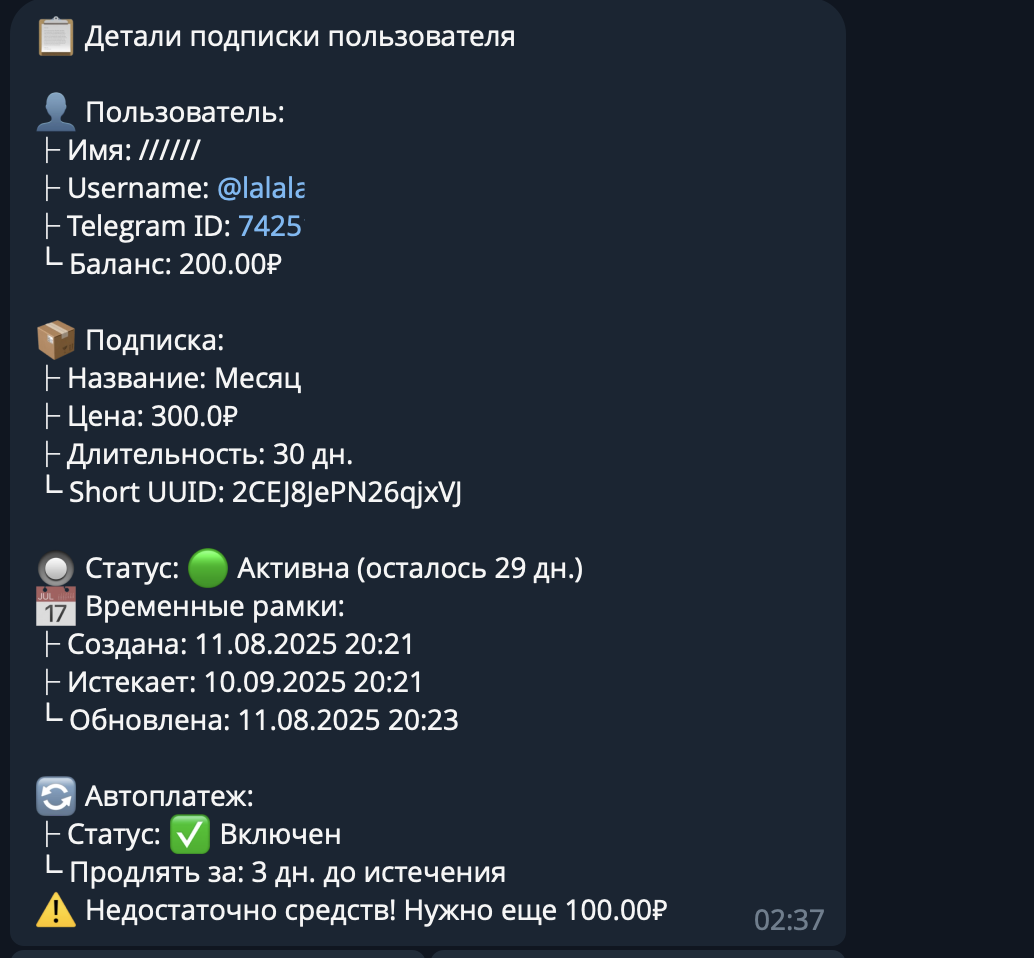 📋 Детали подписки пользователя
👤 Пользователь:
├ Имя: //////
├ Username: @lalala
├ Telegram ID: 7425
└ Баланс: 200.00₽
📦 Подписка:
├ Название: Месяц
├ Цена: 300.0₽
├ Длительность: 30 дн.
└ Short UUID: 2CEJ8JePN26qjxVJ
🔘 Статус: 🟢 Активна (осталось 29 дн.)
📅 Временные рамки:
├ Создана: 11.08.2025 20:21
├ Истекает: 10.09.2025 20:21
└ Обновлена: 11.08.2025 20:23
🔄 Автоплатеж:
├ Статус: ✅ Включен
└ Продлять за: 3 дн. до истечения
⚠️ Недостаточно средств! Нужно еще 100.00₽
02:37